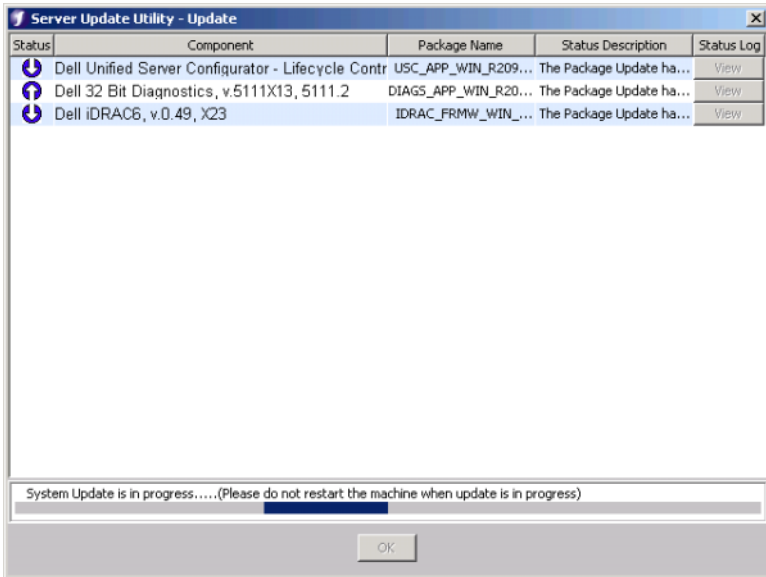 Server Update Utility - Update
Status Component Package Name Status Description Status Log
Dell Unified Server Configurator - Lifecycle Contr USC_APP_WIN_R209... The Package Update ha... View
Dell 32 Bit Diagnostics, v.5111X13, 5111.2 DIAGS_APP_WIN_R20... The Package Update ha... View
Dell iDRAC6, v.0.49, X23 IDRAC_FRMW_WIN_... The Package Update ha... View
System Update is in progress.....(Please do not restart the machine when update is in progress)
OK